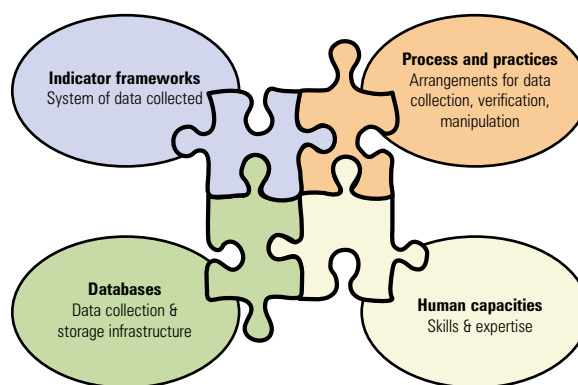 Indicator frameworks
System of data collected
Process and practices
Arrangements for data
collection, verification,
manipulation
Databases
Data collection &
storage infrastructure
Human capacities
Skills & expertise